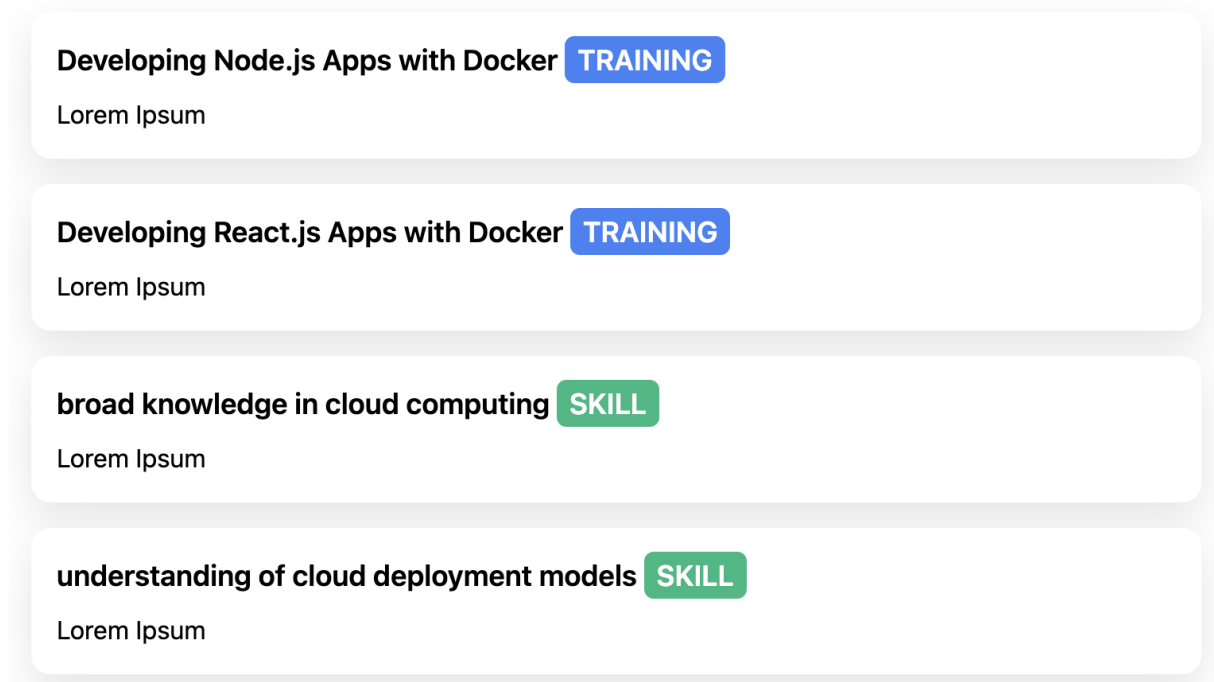 Developing Node.js Apps with Docker TRAINING
Lorem Ipsum
Developing React.js Apps with Docker TRAINING
Lorem Ipsum
broad knowledge in cloud computing SKILL
Lorem Ipsum
understanding of cloud deployment models SKILL
Lorem Ipsum